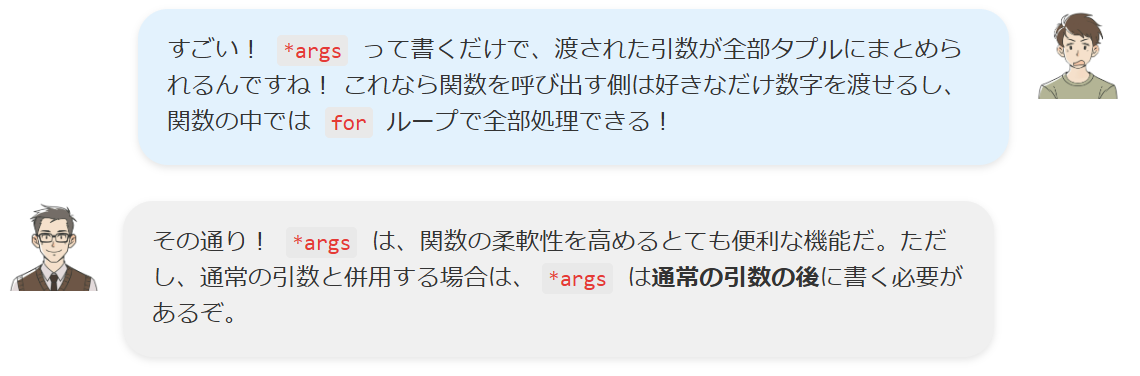 すごい！ *args って書くだけで、渡された引数が全部タプルにまとめら
れるんですね！ これなら関数を呼び出す側は好きなだけ数字を渡せるし、
関数の中では for ループで全部処理できる！
その通り！ *args は、関数の柔軟性を高めるとても便利な機能だ。ただ
し、通常の引数と併用する場合は、 *args は通常の引数の後に書く必要が
あるぞ。